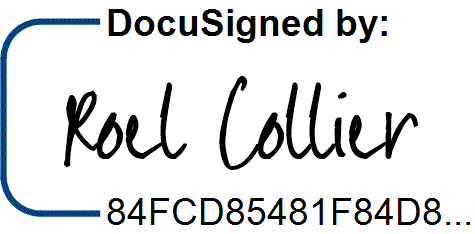 DocuSigned by:
Roel Collier
84FCD85481F84D8...